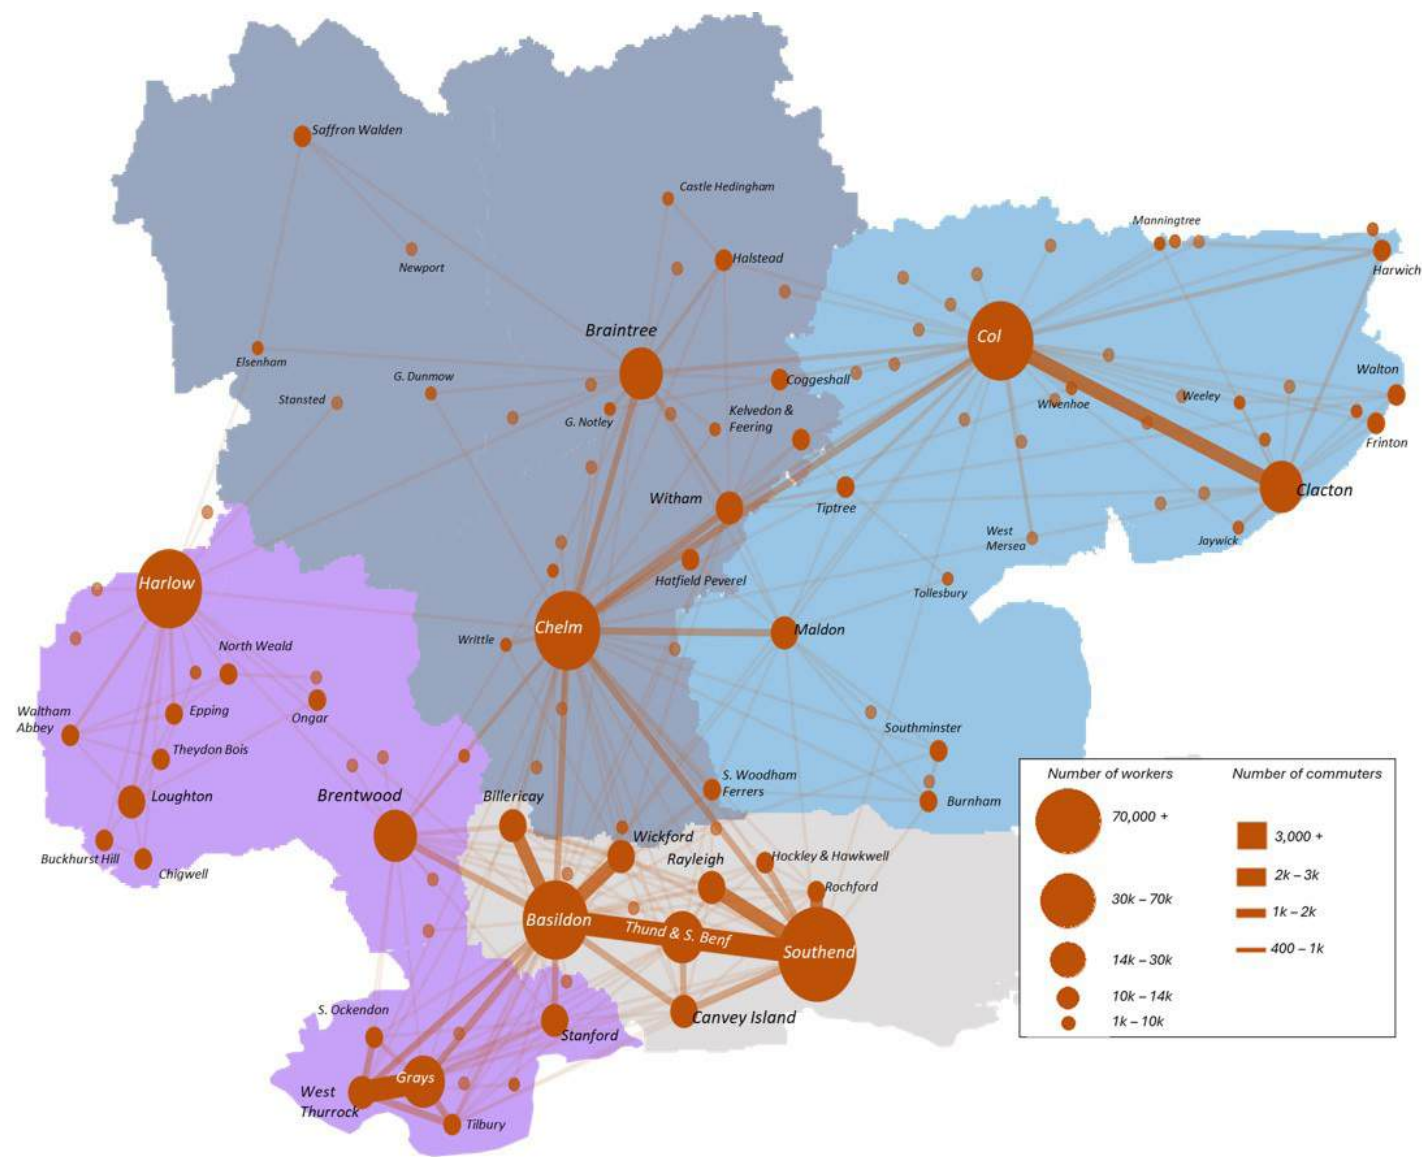 Saffron Walden
Castle Hedingham
Manningtree
Newport
Halstead
Harwich
Braintree
Col
Elsenham
G. Dunmow
Coggeshall
Walton
Stansted
G. Notley
Kelvedon &
Feering
Wivenhoe
Weeley
Frinton
Witham
Tiptree
Clacton
West
Mersea
Jaywick
Harlow
Hatfield Peverel
Tollesbury
Chelm
Writtle
Maldon
North Weald
Waltham
Abbey
Epping
Ongar
Southminster
Theydon Bois
Loughton
Brentwood
Billericay
S. Woodham
Ferrers
Burnham
Buckhurst Hill
Chigwell
Wickford
Rayleigh
Hockley & Hawkwell
Rochford
Basildon
Thund & S. Benf
Southend
S. Ockendon
Stanford
Canvey Island
West
Thurrock
Grays
Tilbury
Number of workers
70,000 +
30k – 70k
14k – 30k
10k – 14k
1k – 10k
Number of commuters
3,000 +
2k – 3k
1k – 2k
400 – 1k